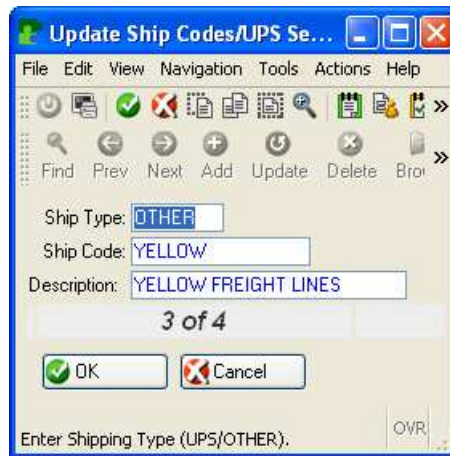 Update Ship Codes/UPS Se...
File Edit View Navigation Tools Actions Help
Find Prev Next Add Update Delete
Ship Type: OTHER
Ship Code: YELLOW
Description: YELLOW FREIGHT LINES
3 of 4
OK Cancel
Enter Shipping Type (UPS/OTHER). OVR